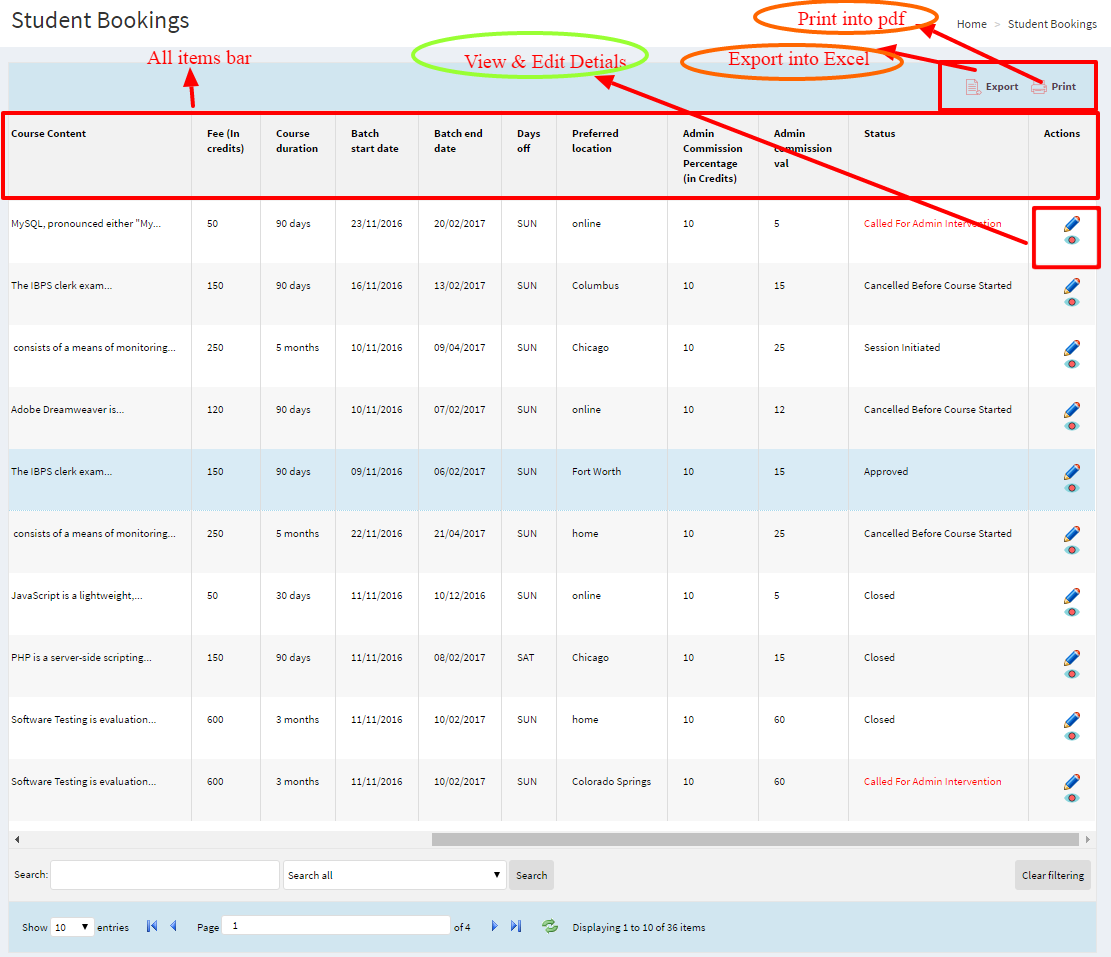 Student Bookings
Print into pdf
Home > Student Bookings
All items bar
View & Edit Detials
Export into Excel
Export Print
Course Content
Fee (In credits)
Course duration
Batch start date
Batch end date
Days off
Preferred location
Admin Commission Percentage (in Credits)
Admin commission val
Status
Actions
MySQL, pronounced either "My... 50 90 days 23/11/2016 20/02/2017 SUN online 10 5 Called For Admin Intervention
The IBPS clerk exam... 150 90 days 16/11/2016 13/02/2017 SUN Columbus 10 15 Cancelled Before Course Started
consists of a means of monitoring... 250 5 months 10/11/2016 09/04/2017 SUN Chicago 10 25 Session Initiated
Adobe Dreamweaver is... 120 90 days 10/11/2016 07/02/2017 SUN online 10 12 Cancelled Before Course Started
The IBPS clerk exam... 150 90 days 09/11/2016 06/02/2017 SUN Fort Worth 10 15 Approved
consists of a means of monitoring... 250 5 months 22/11/2016 21/04/2017 SUN home 10 25 Cancelled Before Course Started
JavaScript is a lightweight,... 50 30 days 11/11/2016 10/12/2016 SUN online 10 5 Closed
PHP is a server-side scripting... 150 90 days 11/11/2016 08/02/2017 SAT Chicago 10 15 Closed
Software Testing is evaluation... 600 3 months 11/11/2016 10/02/2017 SUN home 10 60 Closed
Software Testing is evaluation... 600 3 months 11/11/2016 10/02/2017 SUN Colorado Springs 10 60 Called For Admin Intervention
Search: Search all Search Clear filtering
Show 10 entries Page 1 of 4 Displaying 1 to 10 of 36 items